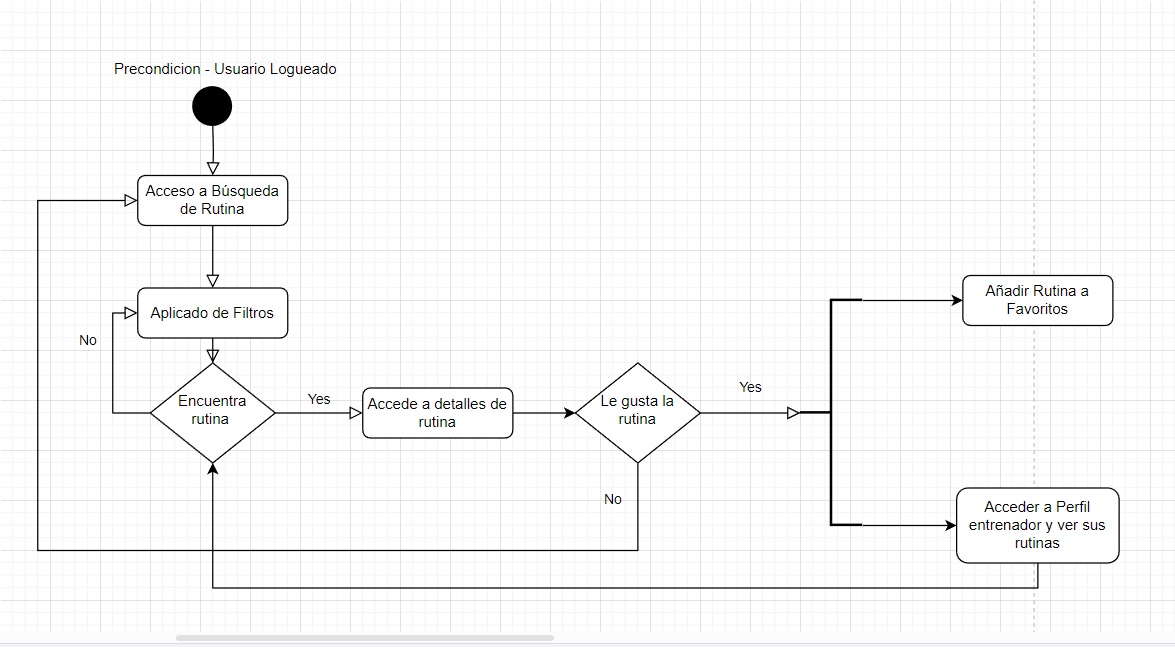 Precondicion - Usuario Logueado
Acceso a Búsqueda
de Rutina
Aplicado de Filtros
No
Encuentra
rutina
Yes
Accede a detalles de
rutina
Le gusta la
rutina
Yes
No
Añadir Rutina a
Favoritos
Acceder a Perfil
entrenador y ver sus
rutinas